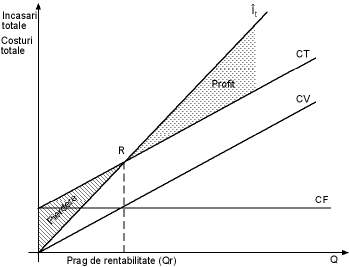 Incasari
totale
Costuri
totale
Ît
CT
Profit
CV
R
Pierdere
CF
Prag de rentabilitate (Qr)
Q